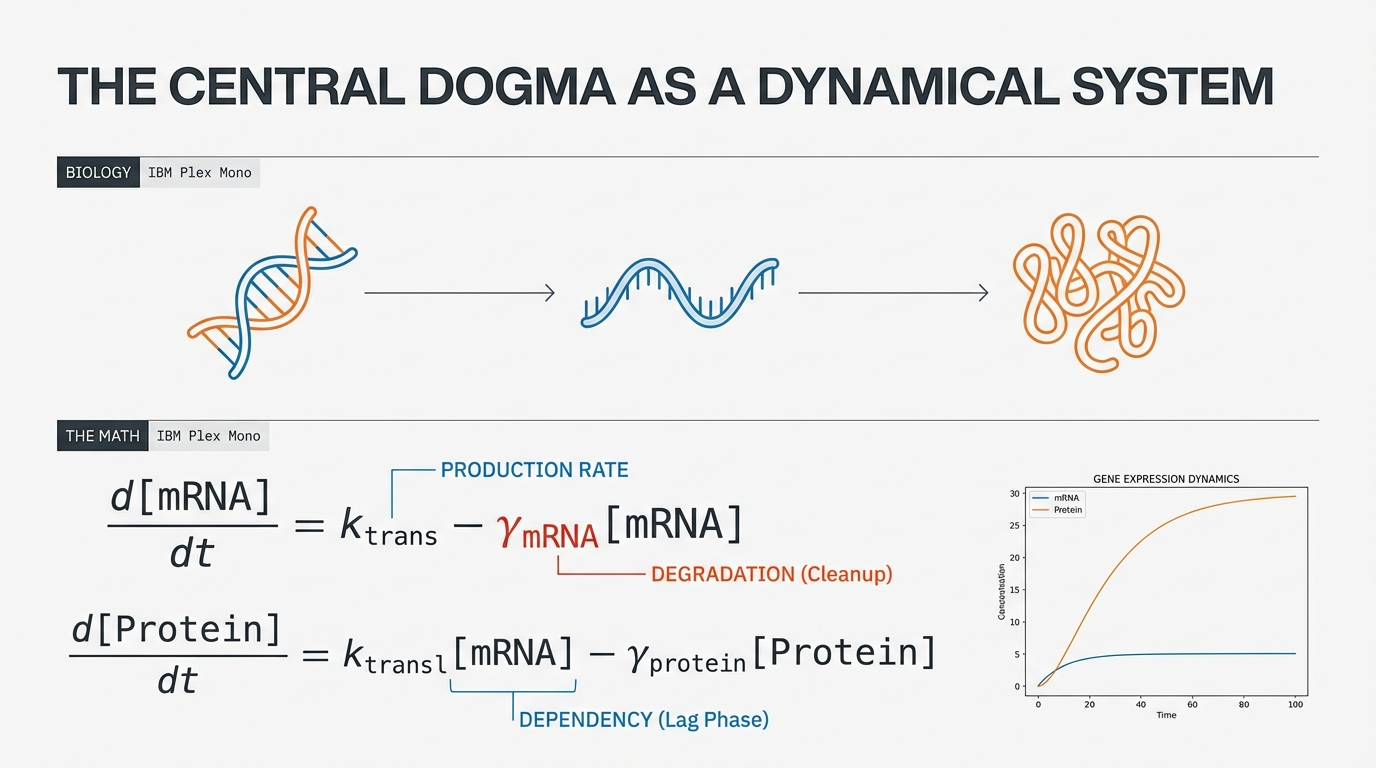 THE CENTRAL DOGMA AS A DYNAMICAL SYSTEM
BIOLOGY IBM Plex Mono
THE MATH IBM Plex Mono
PRODUCTION RATE
d[mRNA]/dt = k_trans − γ_mRNA[mRNA]
DEGRADATION (Cleanup)
d[Protein]/dt = k_transl[mRNA] − γ_protein[Protein]
DEPENDENCY (Lag Phase)
GENE EXPRESSION DYNAMICS
mRNA
Pretein
30
25
20
15
10
5
0
0 20 40 60 80 100
Time